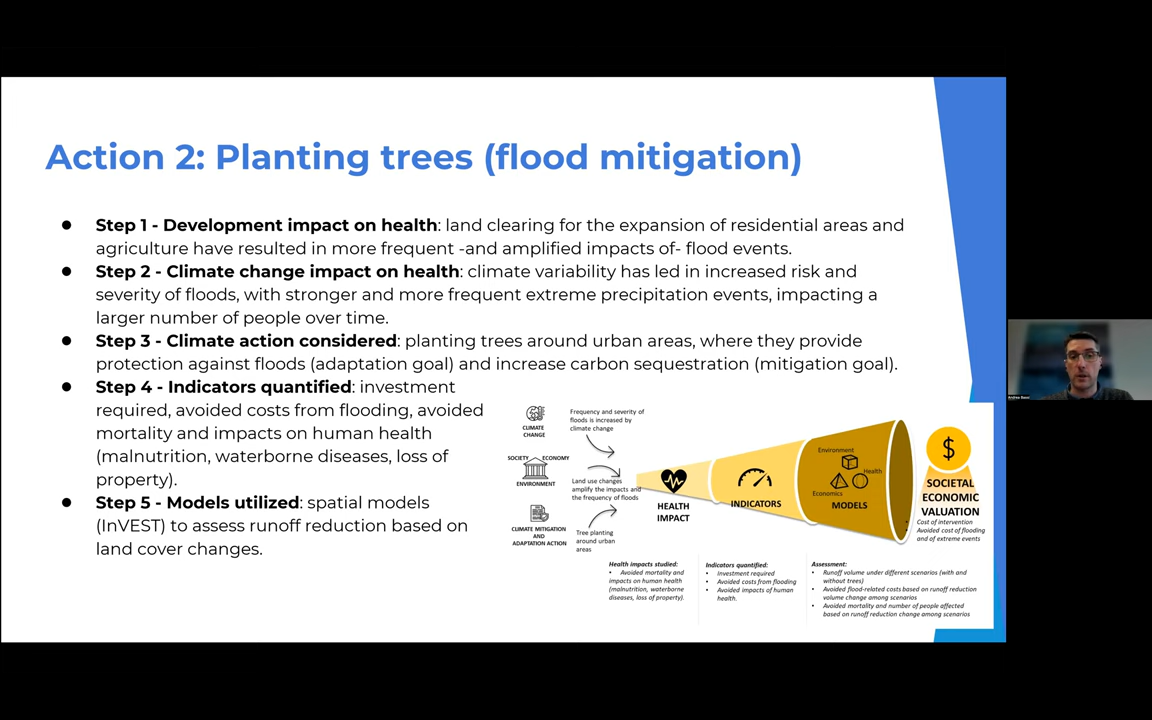 Action 2: Planting trees (flood mitigation)
● Step 1 - Development impact on health: land clearing for the expansion of residential areas and
agriculture have resulted in more frequent -and amplified impacts of- flood events.
● Step 2 - Climate change impact on health: climate variability has led in increased risk and
severity of floods, with stronger and more frequent extreme precipitation events, impacting a
larger number of people over time.
● Step 3 - Climate action considered: planting trees around urban areas, where they provide
protection against floods (adaptation goal) and increase carbon sequestration (mitigation goal).
● Step 4 - Indicators quantified: investment
required, avoided costs from flooding, avoided
mortality and impacts on human health
(malnutrition, waterborne diseases, loss of
property).
● Step 5 - Models utilized: spatial models
(InVEST) to assess runoff reduction based on
land cover changes.
CLIMATE
CHANGE
Frequency and severity of
floods is increased by
climate change
SOCIETY ECONOMY
ENVIRONMENT
Land use changes
amplify the impacts and
the frequency of floods
CLIMATE MITIGATION
AND
ADAPTATION ACTION
Tree planting
around urban
areas
HEALTH
IMPACT
INDICATORS
Environment
Health
Economics
MODELS
$
SOCIETAL
ECONOMIC
VALUATION
• Cost of intervention
• Avoided cost of flooding
and of extreme events
Health impacts studied:
• Avoided mortality and
impacts on human health
(malnutrition, waterborne
diseases, loss of property).
Indicators quantified:
• investment required
• Avoided costs from flooding
• Avoided impacts of human
health.
Assessment:
• Runoff volume under different scenarios (with and
without trees)
• Avoided flood-related costs based on runoff reduction
volume change among scenarios
• Avoided mortality and number of people affected
based on runoff reduction change among scenarios